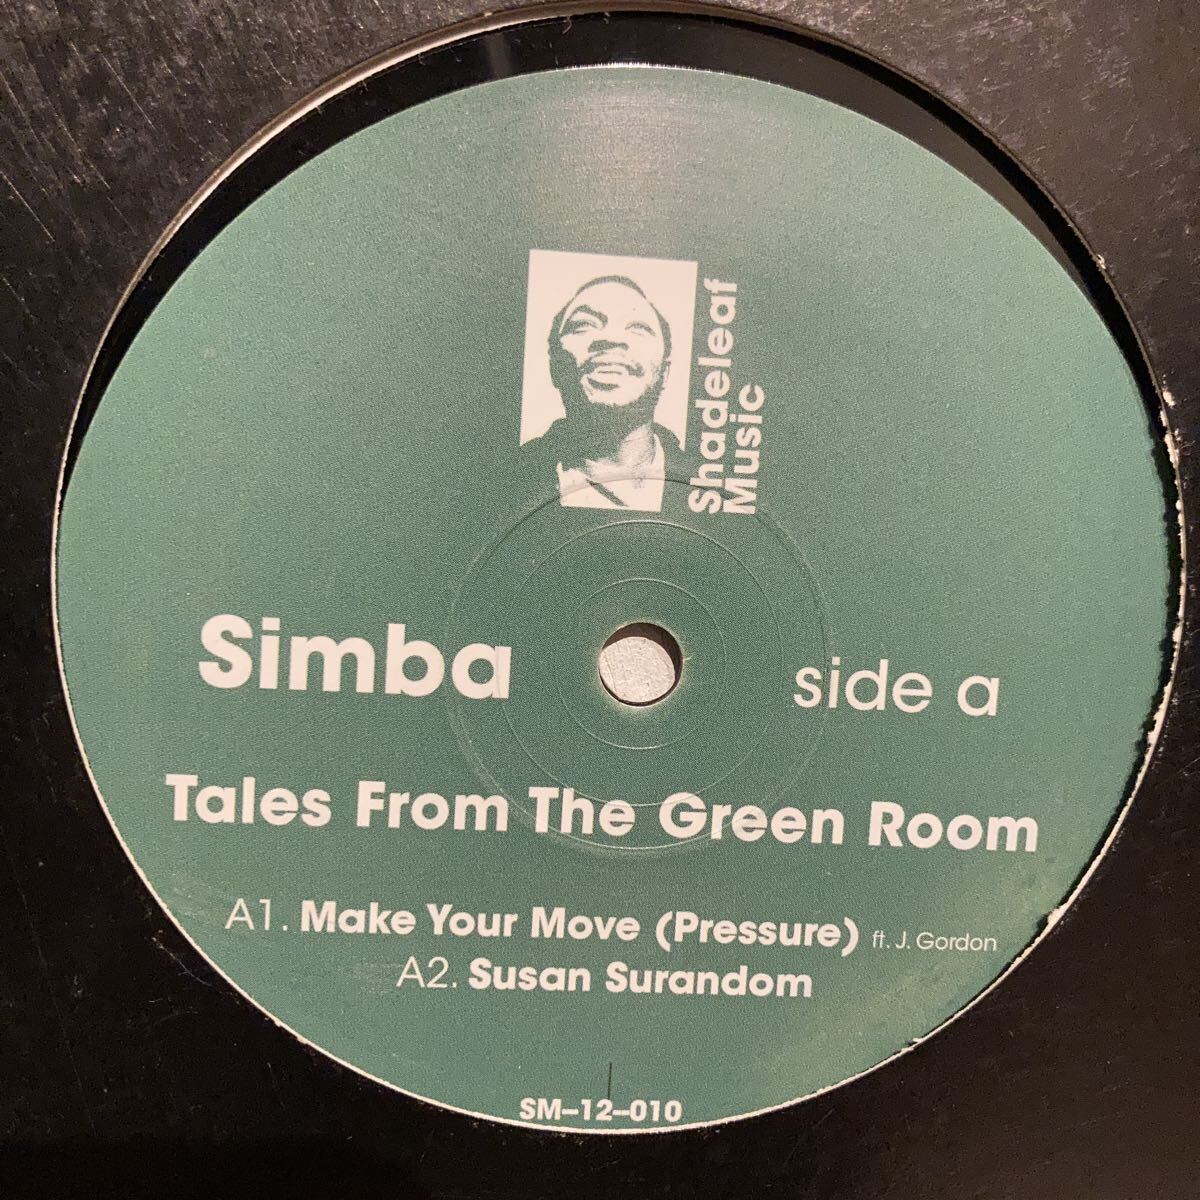 Shadeleaf
Music
Simba
side a
Tales From The Green Room
A1. Make Your Move (Pressure) ft. J. Gordon
A2. Susan Surandom
SM–12–010